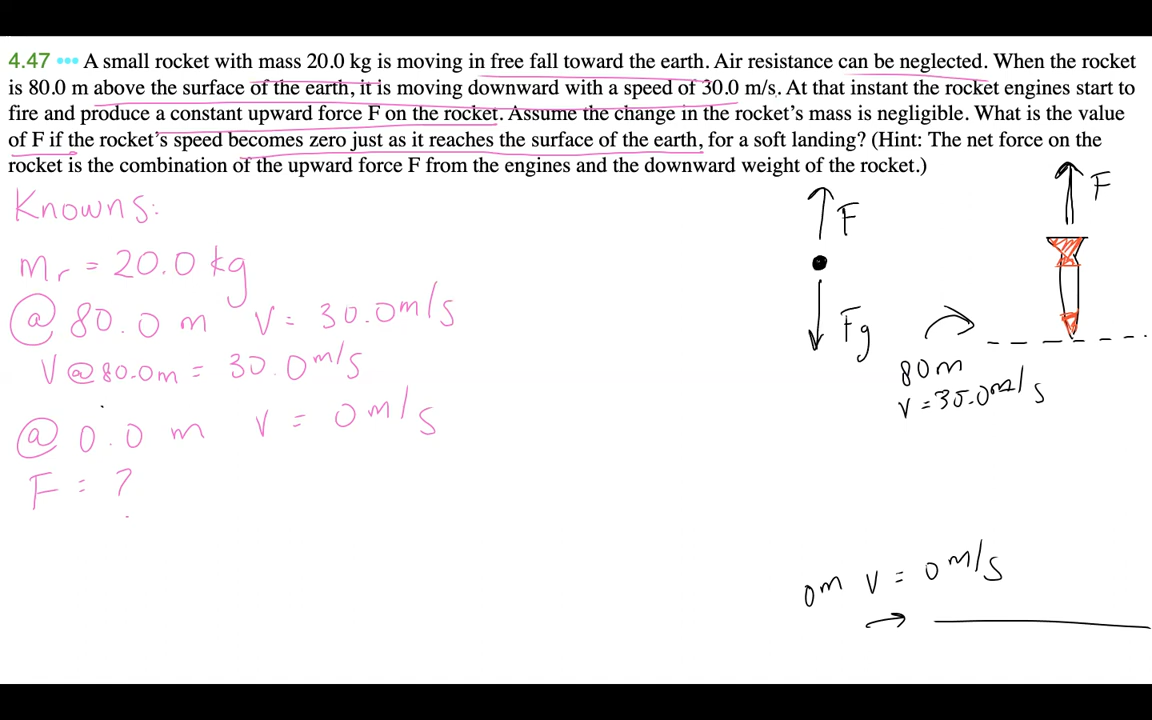 4.47 ••• A small rocket with mass 20.0 kg is moving in free fall toward the earth. Air resistance can be neglected. When the rocket
is 80.0 m above the surface of the earth, it is moving downward with a speed of 30.0 m/s. At that instant the rocket engines start to
fire and produce a constant upward force F on the rocket. Assume the change in the rocket's mass is negligible. What is the value
of F if the rocket's speed becomes zero just as it reaches the surface of the earth, for a soft landing? (Hint: The net force on the
rocket is the combination of the upward force F from the engines and the downward weight of the rocket.)
Knowns:
F
F
mr = 20.0 kg
@ 80.0 m V = 30.0 m/s
Fg
V @ 80.0m = 30.0 m/s
80m
V = 35.0 m/s
@ 0.0 m V = 0 m/s
F = ?
0m V = 0 m/s